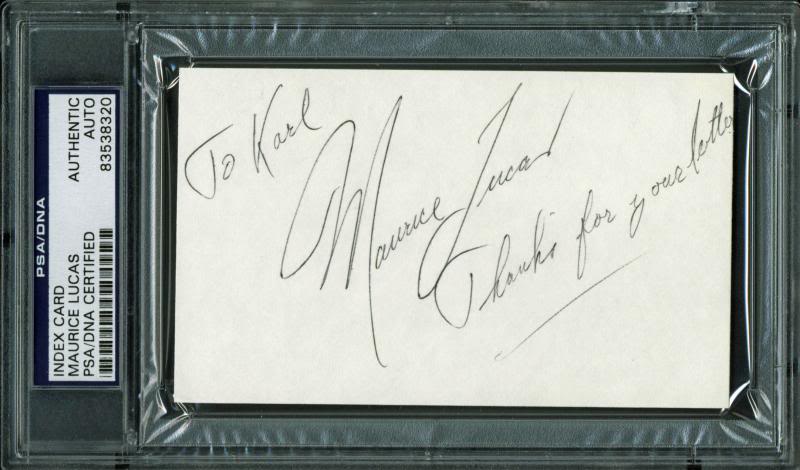 PSA/DNA
INDEX CARD
MAURICE LUCAS
PSA/DNA CERTIFIED
AUTHENTIC
AUTO
83538320
To Karl
Maurice Lucas
Thanks for your letter